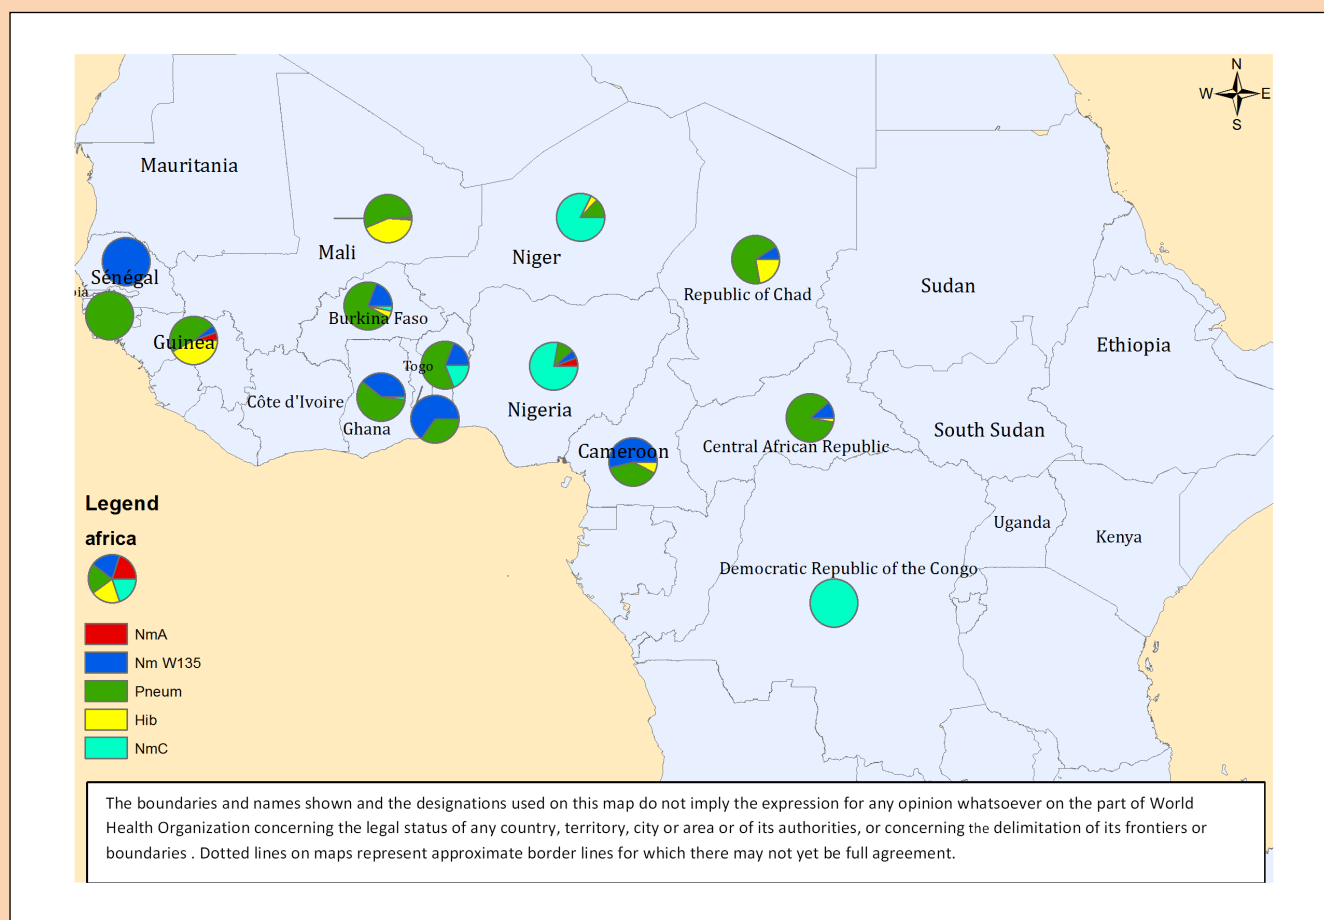 N
W E
S
Mauritania
Mali
Niger
Sénégal
Republic of Chad
Sudan
Burkina Faso
Guinea
Ethiopia
Togo
Côte d'Ivoire
Nigeria
Ghana
South Sudan
Central African Republic
Cameroon
Legend
africa
Uganda
Kenya
Democratic Republic of the Congo
NmA
Nm W135
Pneum
Hib
NmC
The boundaries and names shown and the designations used on this map do not imply the expression for any opinion whatsoever on the part of World
Health Organization concerning the legal status of any country, territory, city or area or of its authorities, or concerning the delimitation of its frontiers or
boundaries . Dotted lines on maps represent approximate border lines for which there may not yet be full agreement.